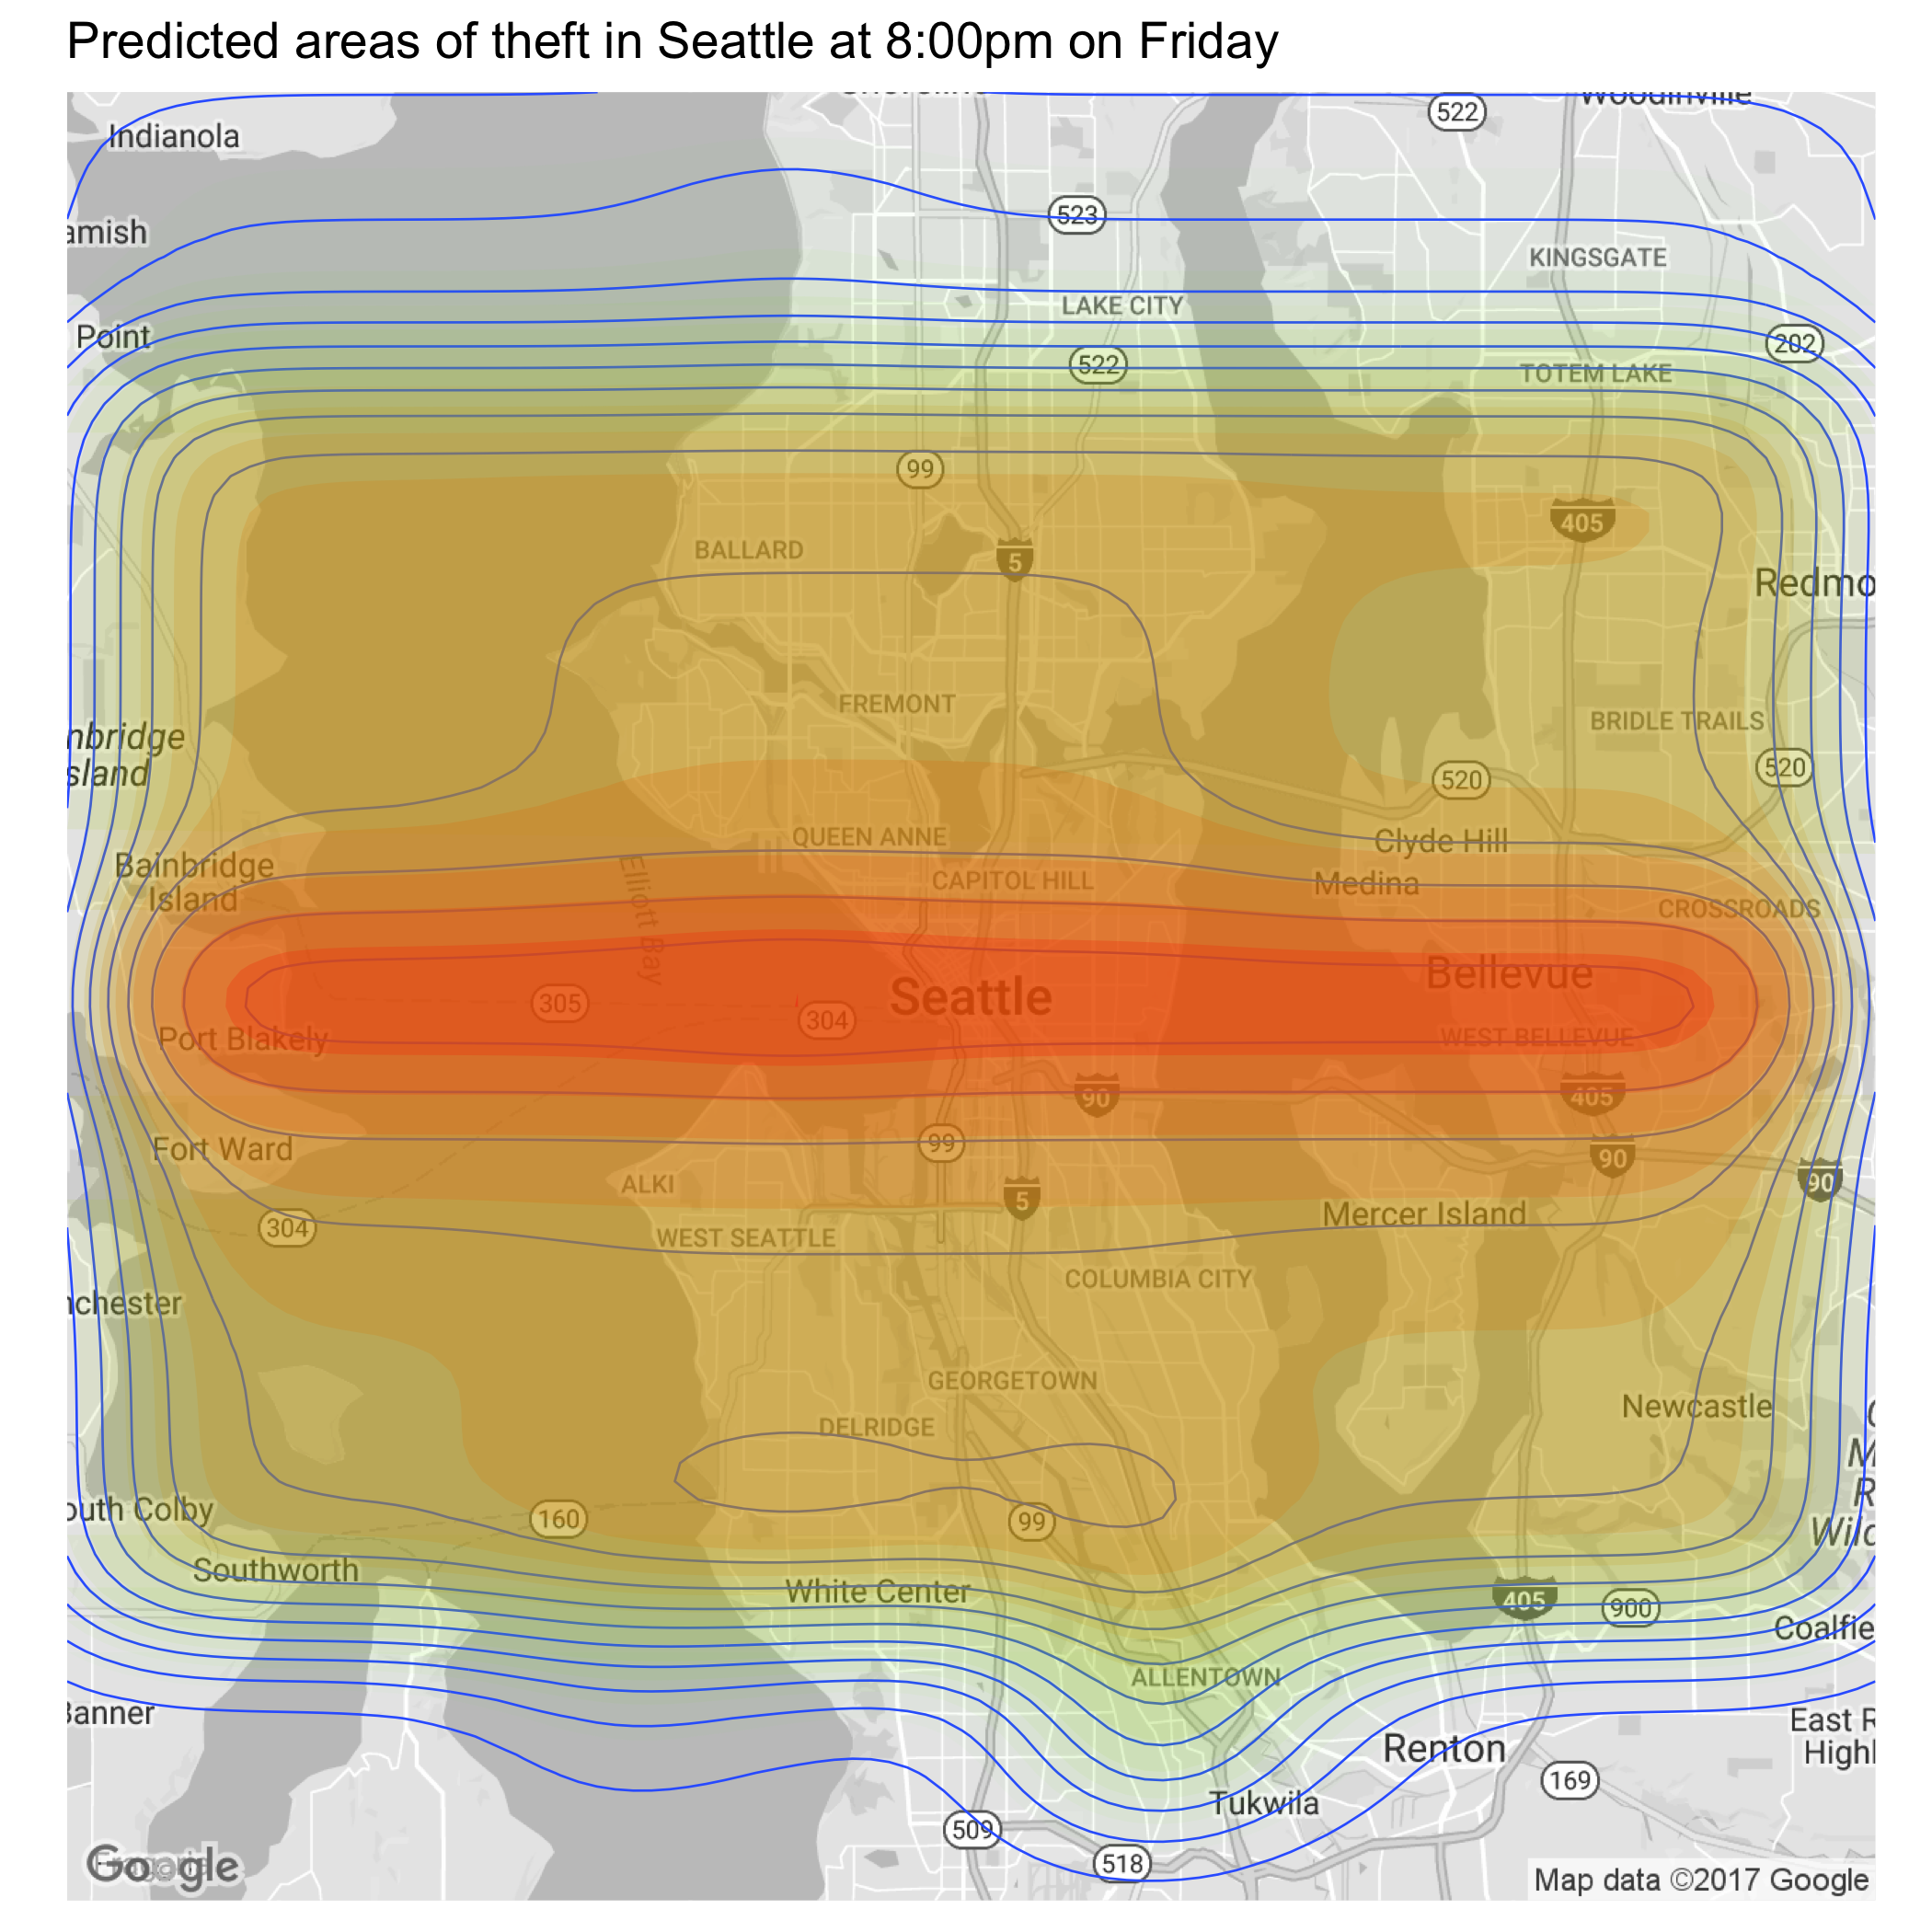 Predicted areas of theft in Seattle at 8:00pm on Friday
Woodinville
522
Indianola
523
amish
KINGSGATE
LAKE CITY
Point
202
522
TOTEM LAKE
99
405
BALLARD
5
Redmo
FREMONT
BRIDLE TRAILS
nbridge
sland
520
520
QUEEN ANNE
Clyde Hill
Bainbridge
Island
Elliott Bay
CAPITOL HILL
Medina
CROSSROADS
Seattle
Bellevue
305
304
Port Blakely
WEST BELLEVUE
90
405
99
Fort Ward
90
ALKI
5
90
304
WEST SEATTLE
Mercer Island
COLUMBIA CITY
nchester
GEORGETOWN
DELRIDGE
Newcastle
outh Colby
160
99
Wild
Southworth
White Center
405
900
Coalfie
ALLENTOWN
Banner
East R
Highl
Renton
169
Tukwila
509
518
Google
Map data ©2017 Google